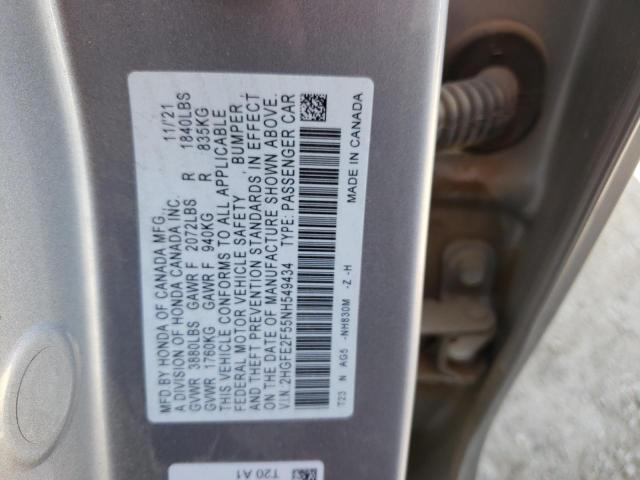 MFD BY HONDA OF CANADA MFG. 11/'21
A DIVISION OF HONDA CANADA INC.
GVWR 3880LBS GAWR F 2072LBS R 1840LBS
GVWR 1760KG GAWR F 940KG R 835KG
THIS VEHICLE CONFORMS TO ALL APPLICABLE
FEDERAL MOTOR VEHICLE SAFETY , BUMPER ,
AND THEFT PREVENTION STANDARDS IN EFFECT
ON THE DATE OF MANUFACTURE SHOWN ABOVE.
V.I.N.:2HGFE2F55NH549434 TYPE: PASSENGER CAR
T23 N AG5 -NH830M -Z -H MADE IN CANADA
T20 A1